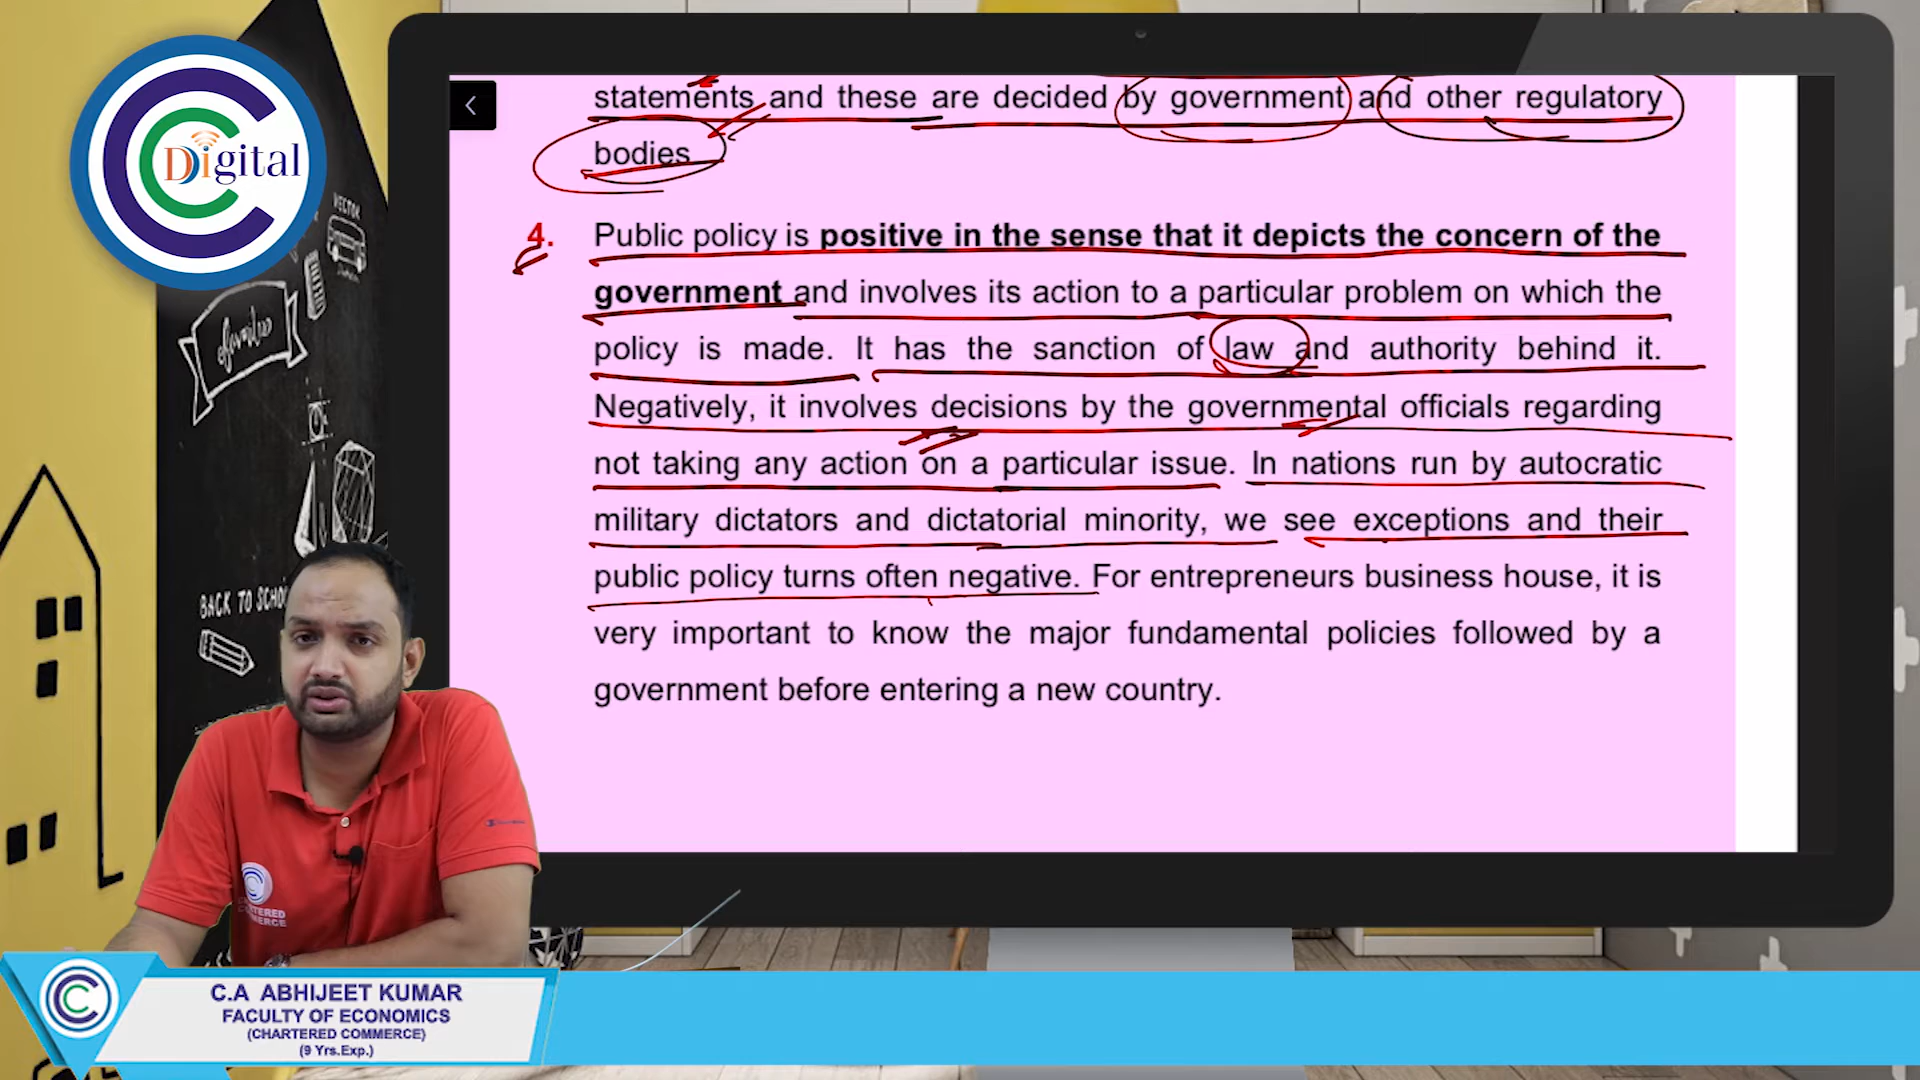 Digital
VECTOR
BACK TO SCHO
statements and these are decided by government and other regulatory
bodies
4. Public policy is positive in the sense that it depicts the concern of the
government and involves its action to a particular problem on which the
policy is made. It has the sanction of law and authority behind it.
Negatively, it involves decisions by the governmental officials regarding
not taking any action on a particular issue. In nations run by autocratic
military dictators and dictatorial minority, we see exceptions and their
public policy turns often negative. For entrepreneurs business house, it is
very important to know the major fundamental policies followed by a
government before entering a new country.
C.A ABHIJEET KUMAR
FACULTY OF ECONOMICS
(CHARTERED COMMERCE)
(9 Yrs.Exp.)